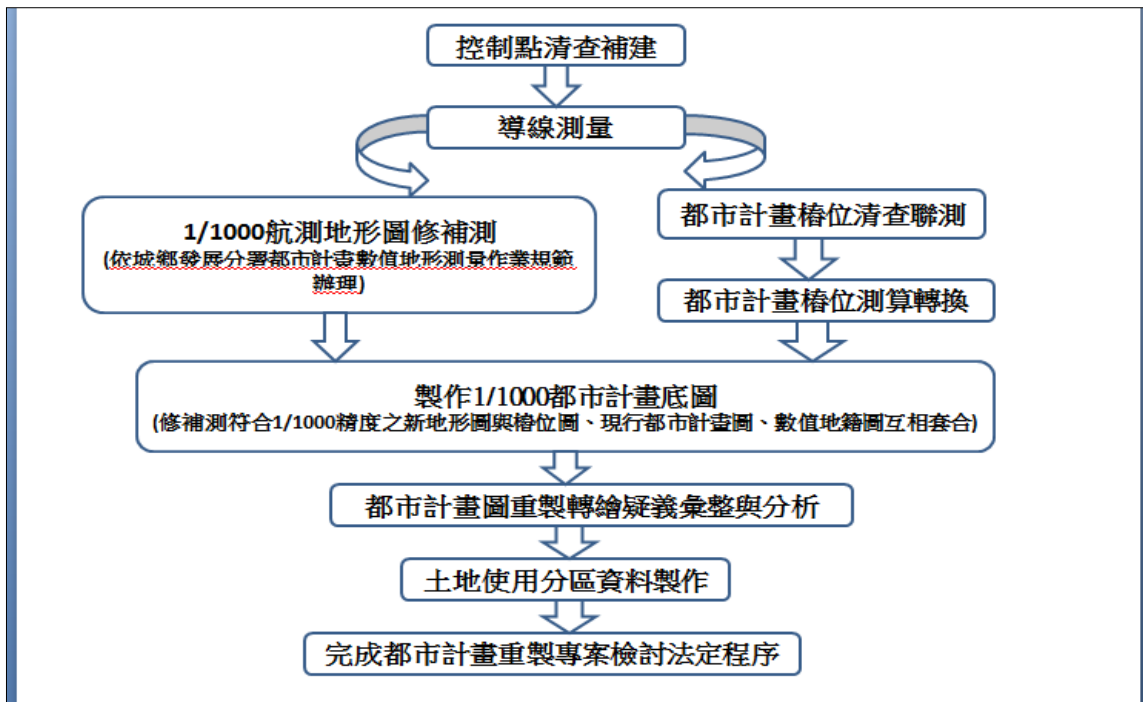 控制點清查補建
導線測量
1/1000航測地形圖修補測
(依城鄉發展分署都市計畫數值地形測量作業規範
辦理)
都市計畫樁位清查聯測
都市計畫樁位測算轉換
製作1/1000都市計畫底圖
(修補測符合1/1000精度之新地形圖與樁位圖、現行都市計畫圖、數值地籍圖互相套合)
都市計畫圖重製轉繪疑義彙整與分析
土地使用分區資料製作
完成都市計畫重製專案檢討法定程序